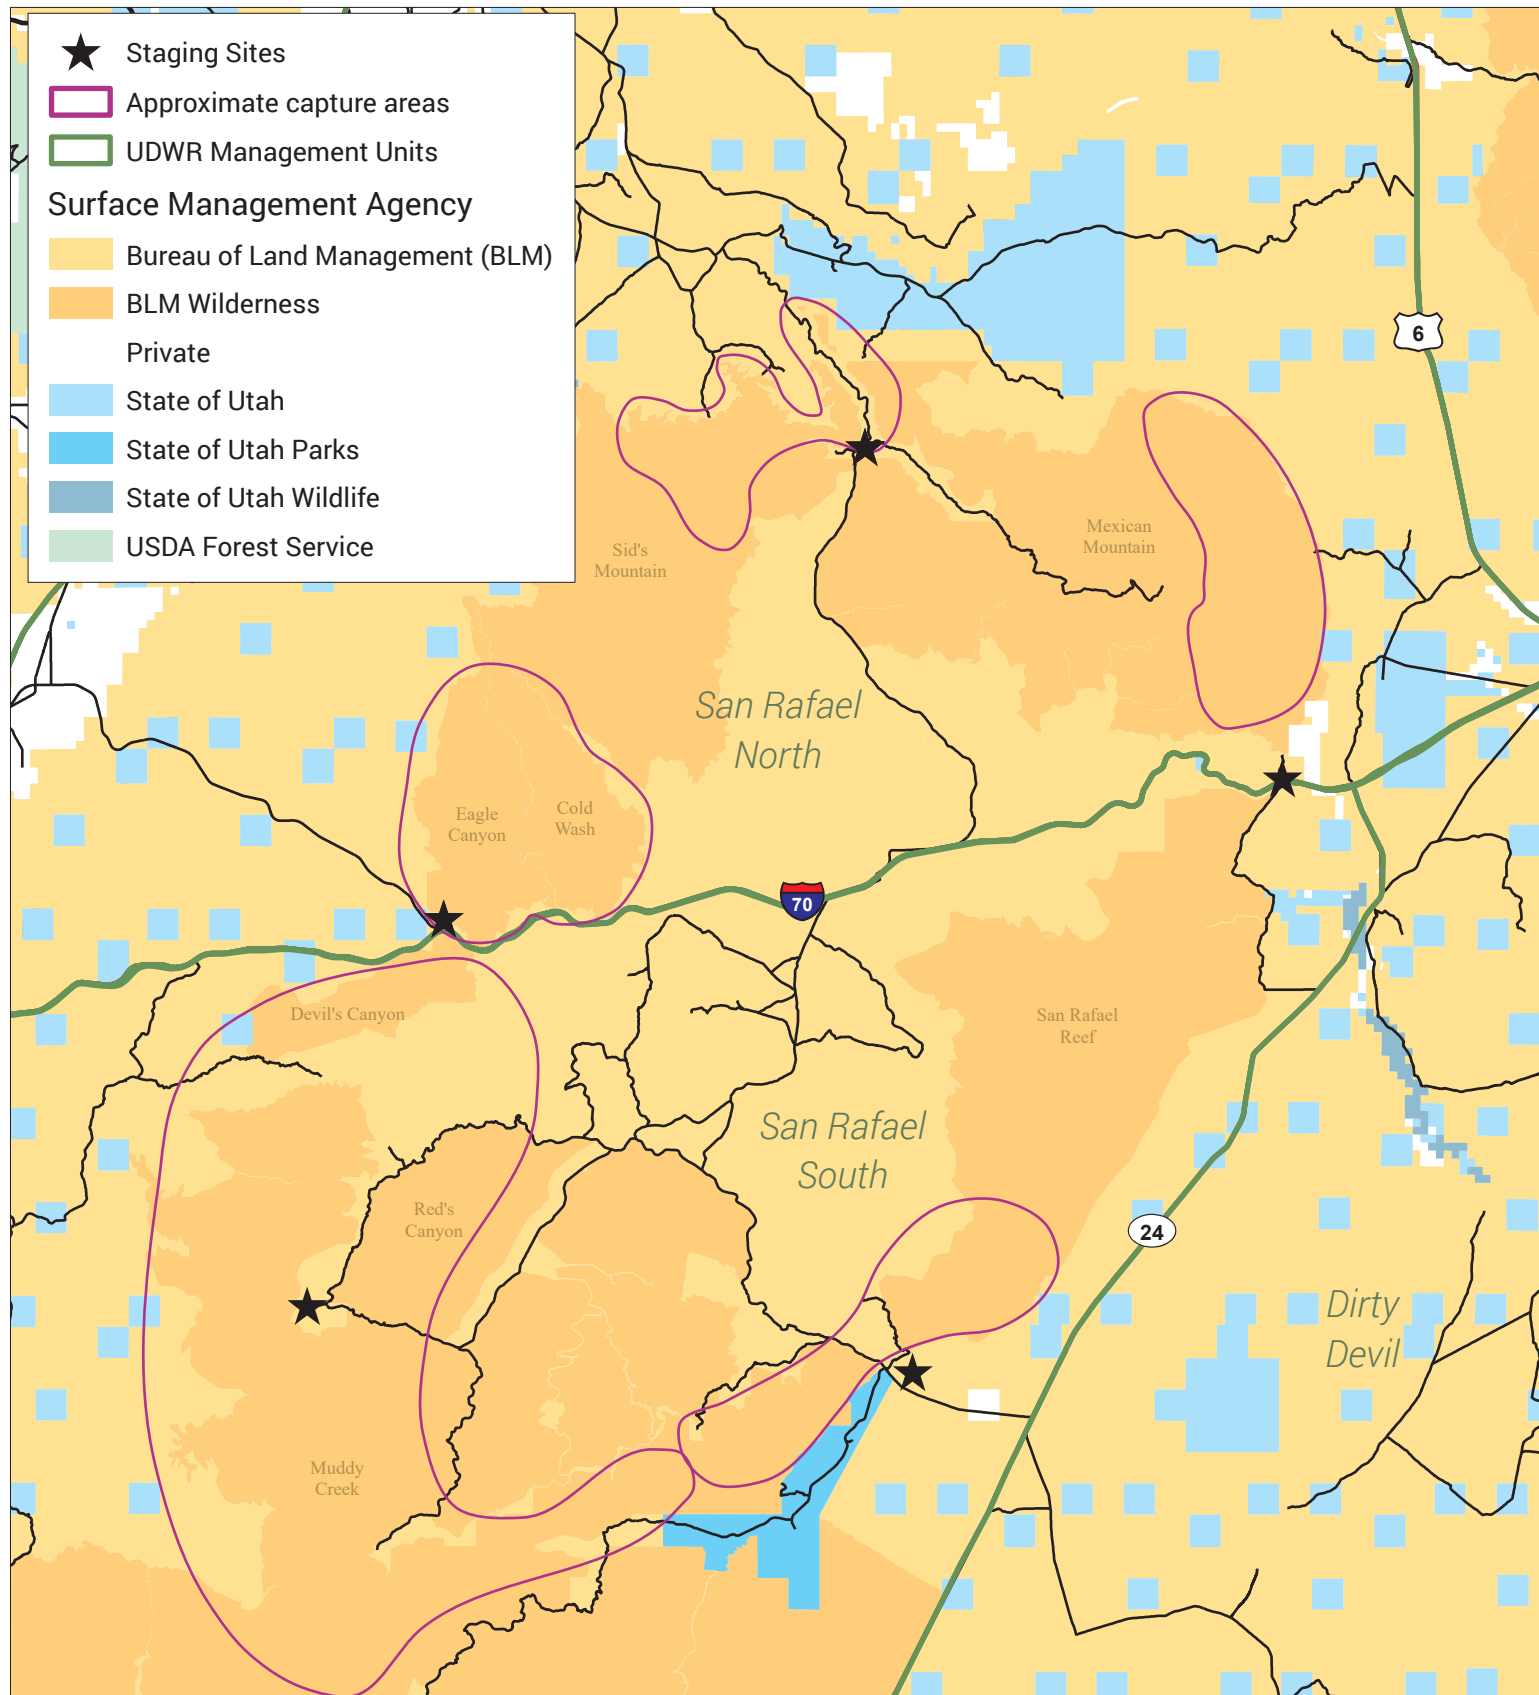 Staging Sites
Approximate capture areas
UDWR Management Units
Surface Management Agency
Bureau of Land Management (BLM)
BLM Wilderness
Private
State of Utah
State of Utah Parks
State of Utah Wildlife
USDA Forest Service
6
Sid's
Mountain
Mexican
Mountain
San Rafael
North
Eagle
Canyon
Cold
Wash
70
Devil's Canyon
San Rafael
Reef
San Rafael
South
Red's
Canyon
24
Dirty
Devil
Muddy
Creek